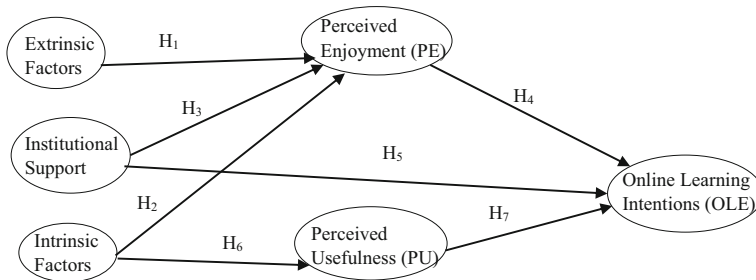 Extrinsic
Factors
H1
Perceived
Enjoyment (PE)
H3
H4
Institutional
Support
H5
H2
Online Learning
Intentions (OLE)
H7
Intrinsic
Factors
H6
Perceived
Usefulness (PU)